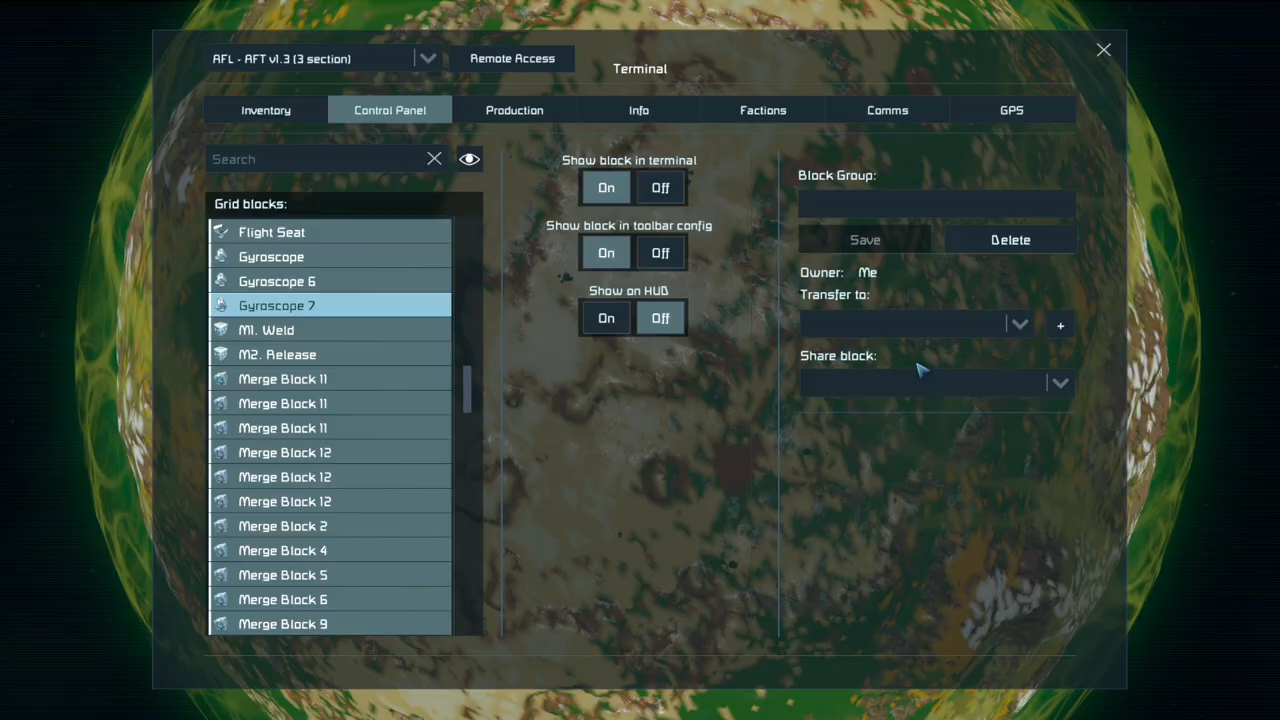 AFL - AFT v1.3 (3 section)
Remote Access
Terminal
Inventory
Control Panel
Production
Info
Factions
Comms
GPS
Search
Grid blocks:
Flight Seat
Gyroscope
Gyroscope 6
Gyroscope 7
M1. Weld
M2. Release
Merge Block 11
Merge Block 11
Merge Block 11
Merge Block 12
Merge Block 12
Merge Block 12
Merge Block 2
Merge Block 4
Merge Block 5
Merge Block 6
Merge Block 9
Show block in terminal
On Off
Show block in toolbar config
On Off
Show on HUD
On Off
Block Group:
Save Delete
Owner: Me
Transfer to:
+
Share block: